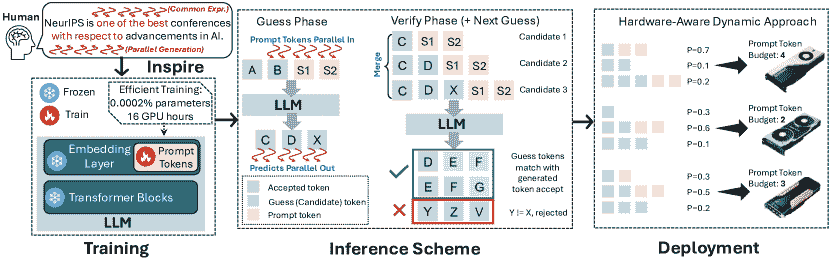 Human
(Common Expr.)
NeurIPS is one of the best conferences
with respect to advancements in AI.
(Parallel Generation)
Inspire
Frozen
Train
Efficient Training:
0.0002% parameters
16 GPU hours
Embedding
Layer
Prompt
Tokens
Transformer Blocks
LLM
Training
Guess Phase
Prompt Tokens Parallel In
A B S1 S2
LLM
C D X
Predicts Parallel Out
Accepted token
Guess (Candidate) token
Prompt token
Verify Phase (+ Next Guess)
Merge
C S1 S2
Candidate 1
C D S1 S2
Candidate 2
C D X S1 S2
Candidate 3
LLM
D E F
E F G
Guess tokens
match with
generated
token accept
Y Z V
Y != X, rejected
Inference Scheme
Hardware-Aware Dynamic Approach
P=0.7
P=0.1
P=0.2
Prompt Token
Budget: 4
P=0.3
P=0.6
P=0.1
Prompt Token
Budget: 2
P=0.3
P=0.5
P=0.2
Prompt Token
Budget: 3
Deployment